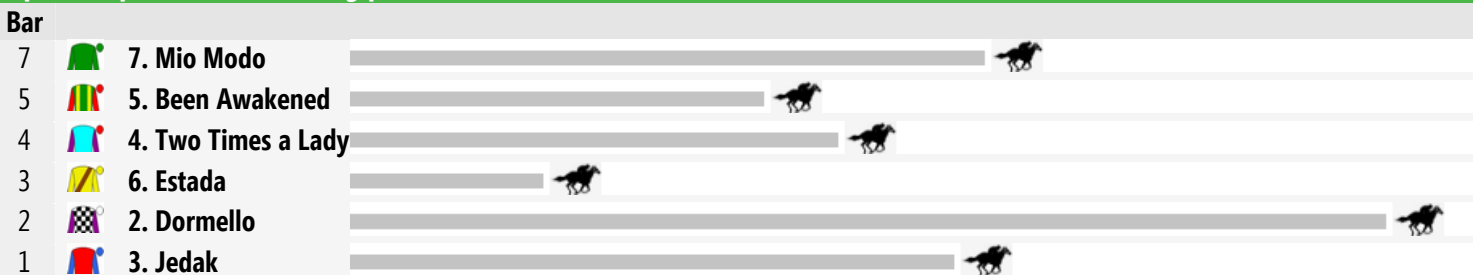 Bar
7 7. Mio Modo
5 5. Been Awakened
4 4. Two Times a Lady
3 6. Estada
2 2. Dormello
1 3. Jedak